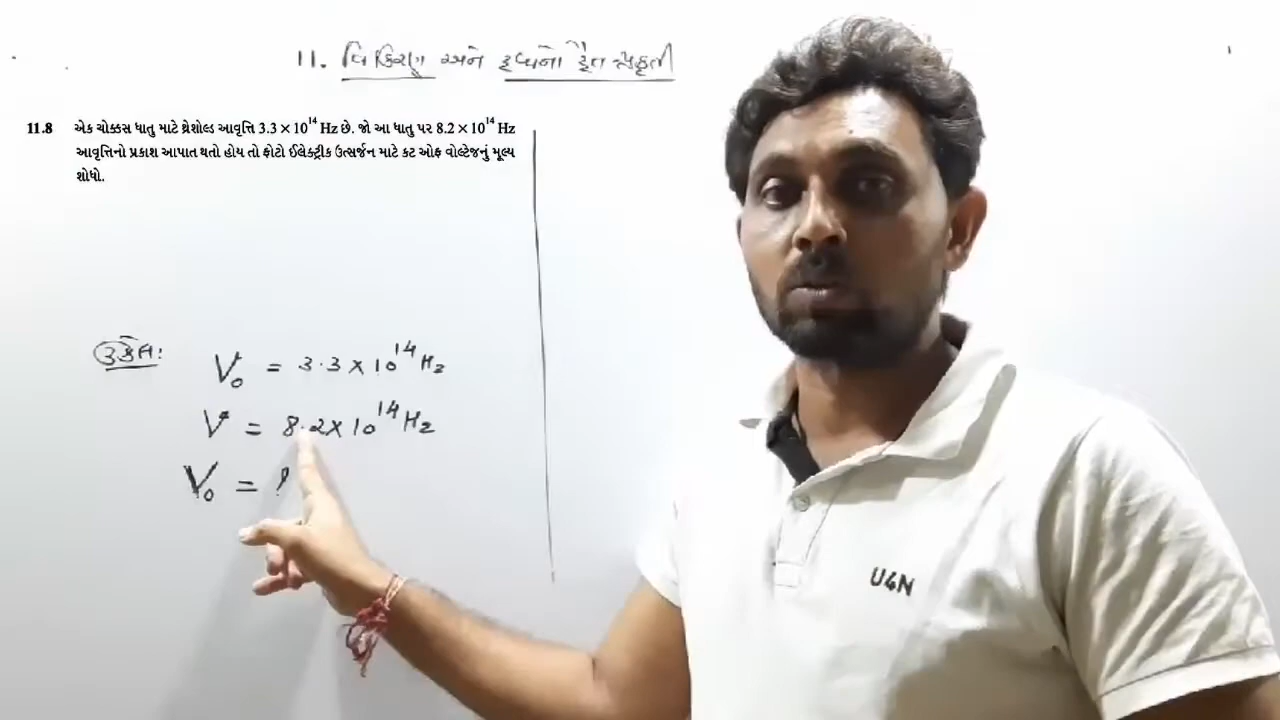 11. વિકિરણ અને દ્રવ્યનો દ્વૈત પ્રકૃતી
11.8 એક ચોક્કસ ધાતુ માટે થ્રેશોલ્ડ આવૃત્તિ 3.3 × 10¹⁴ Hz છે. જો આ ધાતુ પર 8.2 × 10¹⁴ Hz
આવૃત્તિનો પ્રકાશ આપાત થતો હોય તો ફોટો ઈલેક્ટ્રીક ઉત્સર્જન માટે કટ ઓફ વોલ્ટેજનું મૂલ્ય
શોધો.
ઉકેલ: ν₀ = 3.3 × 10¹⁴ Hz
ν = 8.2 × 10¹⁴ Hz
V₀ =
U4N